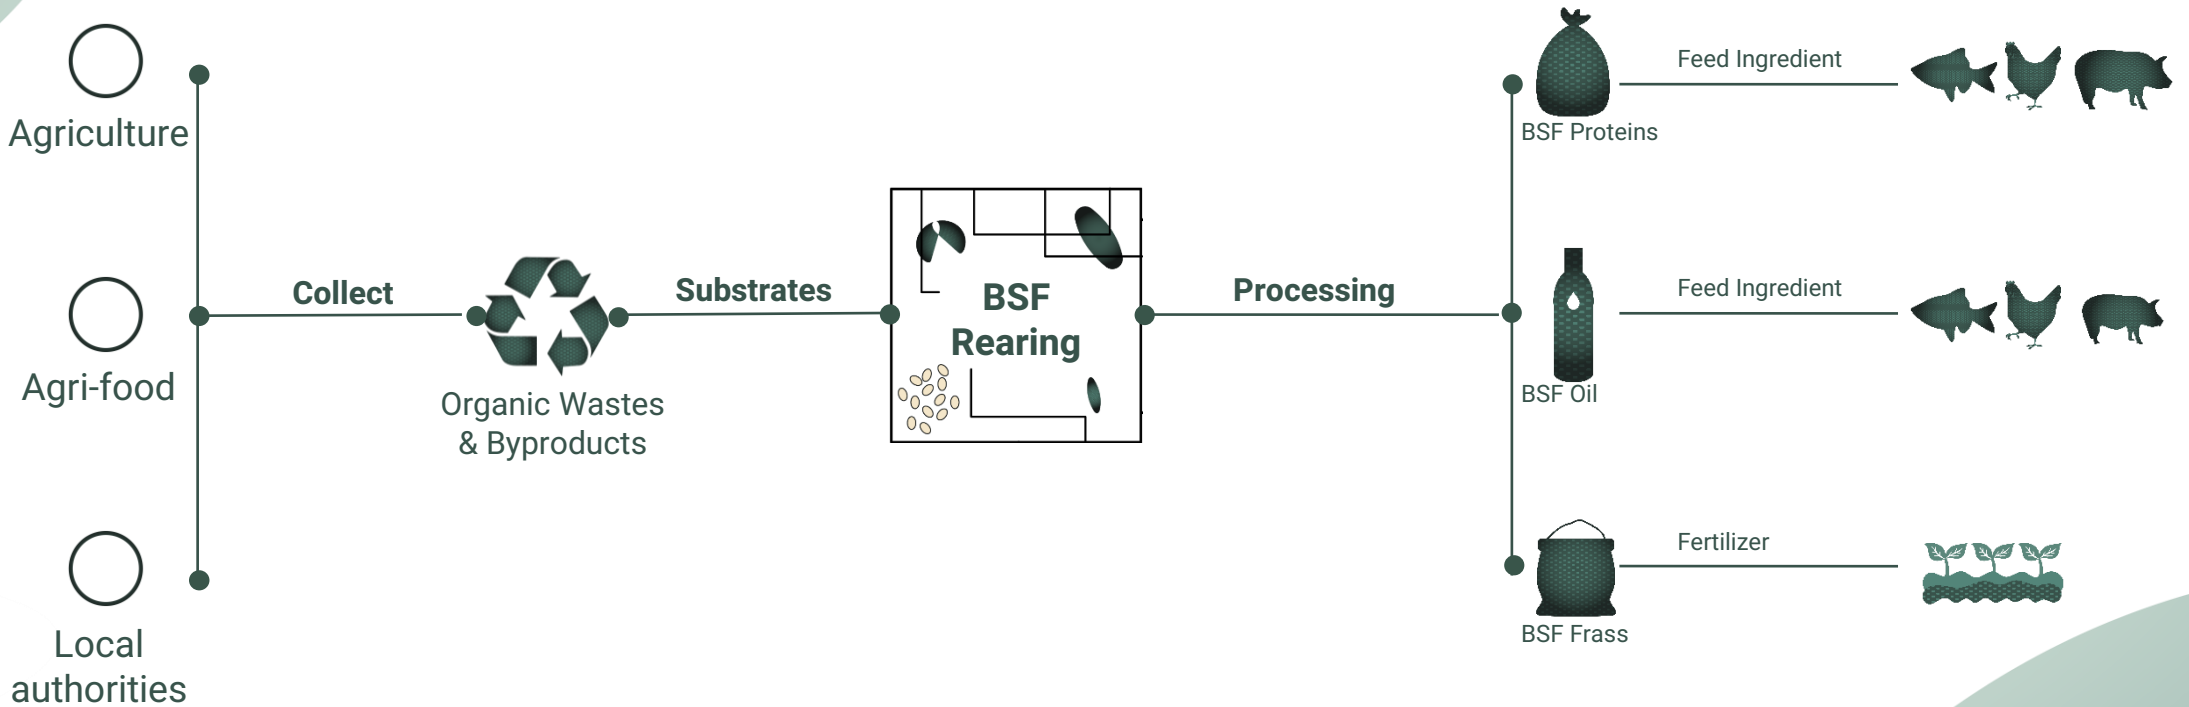 Agriculture
Agri-food
Local
authorities
Collect
Organic Wastes
& Byproducts
Substrates
BSF
Rearing
Processing
BSF Proteins
Feed Ingredient
BSF Oil
Feed Ingredient
BSF Frass
Fertilizer